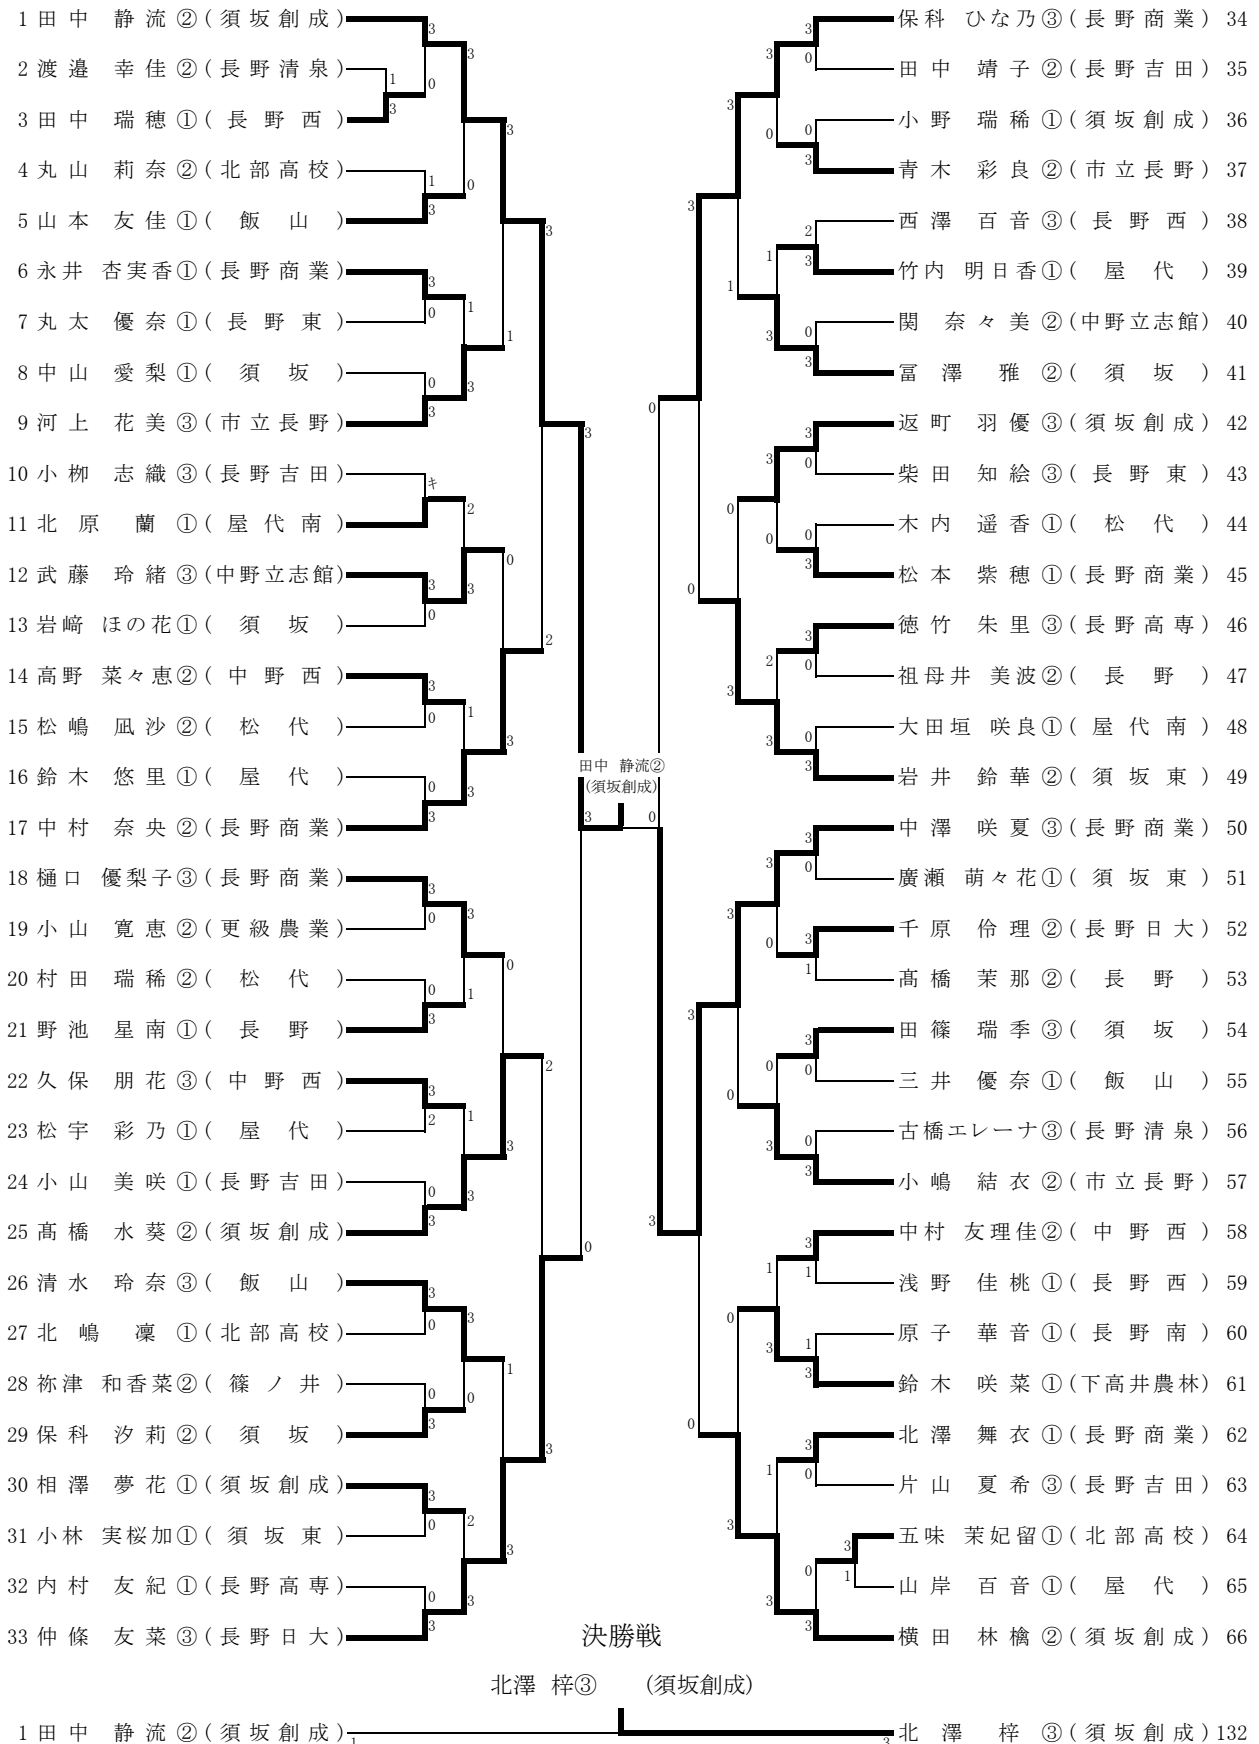 1 田中 静流 ② (須坂創成)
2 渡邉 幸佳 ② (長野清泉)
3 田中 瑞穂 ① (長野西)
4 丸山 莉奈 ② (北部高校)
5 山本 友佳 ① (飯山)
6 永井 杏実香 ① (長野商業)
7 丸太 優奈 ① (長野東)
8 中山 愛梨 ① (須坂)
9 河上 花美 ③ (市立長野)
10 小栁 志織 ③ (長野吉田)
11 北原 蘭 ① (屋代南)
12 武藤 玲緒 ③ (中野立志館)
13 岩﨑 ほの花 ① (須坂)
14 高野 菜々恵 ② (中野西)
15 松嶋 凪沙 ② (松代)
16 鈴木 悠里 ① (屋代)
17 中村 奈央 ② (長野商業)
18 樋口 優梨子 ③ (長野商業)
19 小山 寛恵 ② (更級農業)
20 村田 瑞稀 ② (松代)
21 野池 星南 ① (長野)
22 久保 朋花 ③ (中野西)
23 松宇 彩乃 ① (屋代)
24 小山 美咲 ① (長野吉田)
25 髙橋 水葵 ② (須坂創成)
26 清水 玲奈 ③ (飯山)
27 北嶋 凜 ① (北部高校)
28 祢津 和香菜 ② (篠ノ井)
29 保科 汐莉 ② (須坂)
30 相澤 夢花 ① (須坂創成)
31 小林 実桜加 ① (須坂東)
32 内村 友紀 ① (長野高専)
33 仲條 友菜 ③ (長野日大)
田中 静流②
(須坂創成)
保科 ひな乃 ③ (長野商業) 34
田中 靖子 ② (長野吉田) 35
小野 瑞稀 ① (須坂創成) 36
青木 彩良 ② (市立長野) 37
西澤 百音 ③ (長野西) 38
竹内 明日香 ① (屋代) 39
関 奈々美 ② (中野立志館) 40
冨澤 雅 ② (須坂) 41
返町 羽優 ③ (須坂創成) 42
柴田 知絵 ③ (長野東) 43
木内 遥香 ① (松代) 44
松本 紫穂 ① (長野商業) 45
徳竹 朱里 ③ (長野高専) 46
祖母井 美波 ② (長野) 47
大田垣 咲良 ① (屋代南) 48
岩井 鈴華 ② (須坂東) 49
中澤 咲夏 ③ (長野商業) 50
廣瀬 萌々花 ① (須坂東) 51
千原 伶理 ② (長野日大) 52
髙橋 茉那 ② (長野) 53
田篠 瑞季 ③ (須坂) 54
三井 優奈 ① (飯山) 55
古橋エレーナ ③ (長野清泉) 56
小嶋 結衣 ② (市立長野) 57
中村 友理佳 ② (中野西) 58
浅野 佳桃 ① (長野西) 59
原子 華音 ① (長野南) 60
鈴木 咲菜 ① (下高井農林) 61
北澤 舞衣 ① (長野商業) 62
片山 夏希 ③ (長野吉田) 63
五味 茉妃留 ① (北部高校) 64
山岸 百音 ① (屋代) 65
横田 林檎 ② (須坂創成) 66
決勝戦
北澤 梓③ (須坂創成)
1 田中 静流 ② (須坂創成) 1 3 北澤 梓 ③ (須坂創成) 132